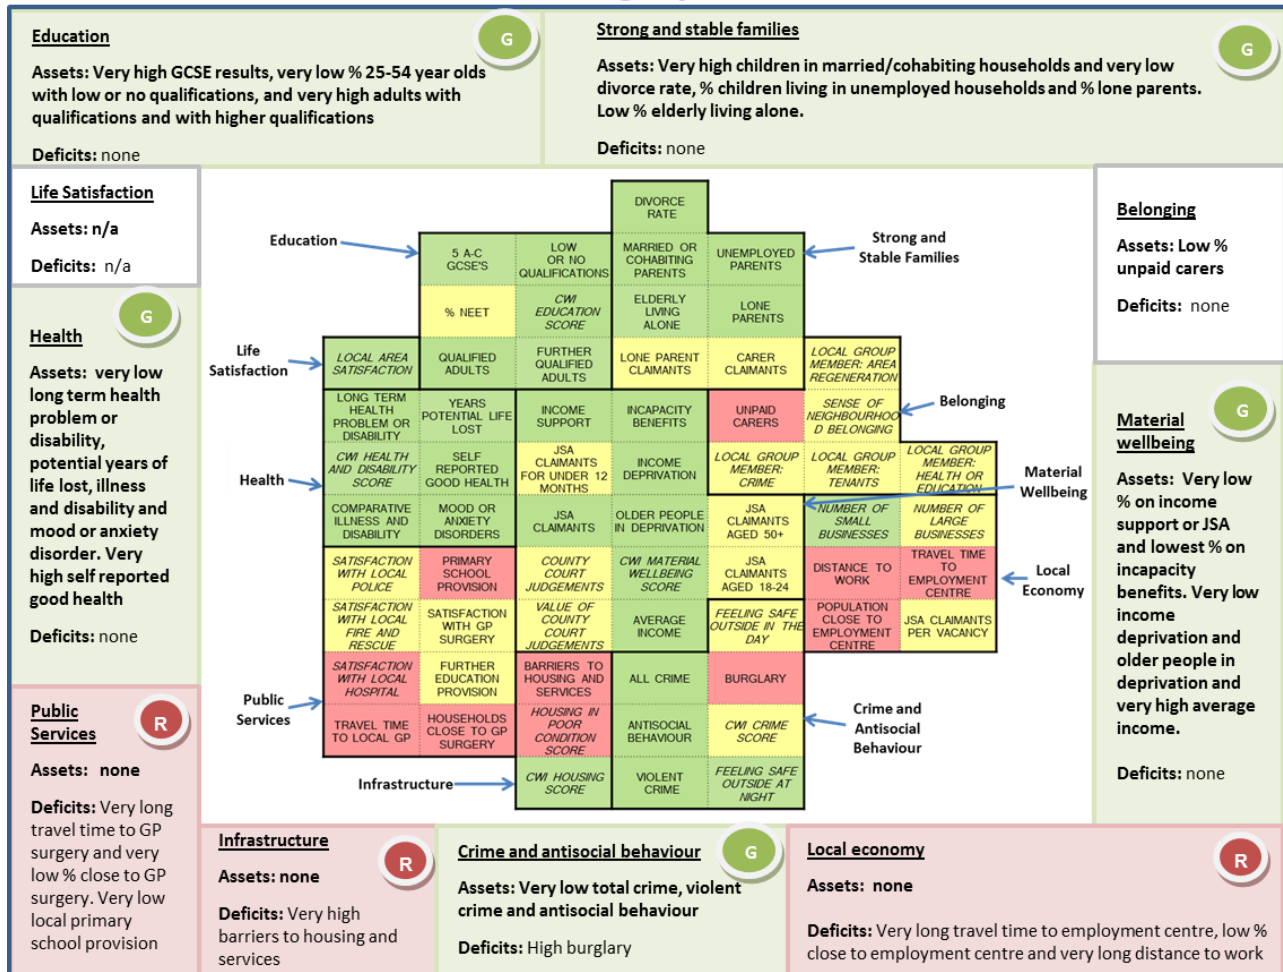 Education
G
Assets: Very high GCSE results, very low % 25-54 year olds
with low or no qualifications, and very high adults with
qualifications and with higher qualifications
Deficits: none
Strong and stable families
G
Assets: Very high children in married/cohabiting households and very low
divorce rate, % children living in unemployed households and % lone parents.
Low % elderly living alone.
Deficits: none
Life Satisfaction
Assets: n/a
Deficits: n/a
Belonging
Assets: Low %
unpaid carers
Deficits: none
Health
G
Assets: very low
long term health
problem or
disability,
potential years of
life lost, illness
and disability and
mood or anxiety
disorder. Very
high self reported
good health
Deficits: none
Education
Strong and
Stable Families
Life
Satisfaction
Belonging
Health
Material
Wellbeing
Local
Economy
Public
Services
Crime and
Antisocial
Behaviour
Infrastructure
DIVORCE
RATE
5 A-C
GCSE'S
LOW
OR NO
QUALIFICATIONS
MARRIED OR
COHABITING
PARENTS
UNEMPLOYED
PARENTS
% NEET
CWI
EDUCATION
SCORE
ELDERLY
LIVING
ALONE
LONE
PARENTS
LOCAL AREA
SATISFACTION
QUALIFIED
ADULTS
FURTHER
QUALIFIED
ADULTS
LONE PARENT
CLAIMANTS
CARER
CLAIMANTS
LOCAL GROUP
MEMBER: AREA
REGENERATION
LONG TERM
HEALTH
PROBLEM OR
DISABILITY
YEARS
POTENTIAL LIFE
LOST
INCOME
SUPPORT
INCAPACITY
BENEFITS
UNPAID
CARERS
SENSE OF
NEIGHBOURHOO
D BELONGING
CWI HEALTH
AND DISABILITY
SCORE
SELF
REPORTED
GOOD HEALTH
JSA
CLAIMANTS
FOR UNDER 12
MONTHS
INCOME
DEPRIVATION
LOCAL GROUP
MEMBER:
CRIME
LOCAL GROUP
MEMBER:
TENANTS
LOCAL GROUP
MEMBER:
HEALTH OR
EDUCATION
COMPARATIVE
ILLNESS AND
DISABILITY
MOOD OR
ANXIETY
DISORDERS
JSA
CLAIMANTS
OLDER PEOPLE
IN DEPRIVATION
JSA
CLAIMANTS
AGED 50+
NUMBER OF
SMALL
BUSINESSES
NUMBER OF
LARGE
BUSINESSES
SATISFACTION
WITH LOCAL
POLICE
PRIMARY
SCHOOL
PROVISION
COUNTY
COURT
JUDGEMENTS
CWI MATERIAL
WELLBEING
SCORE
JSA
CLAIMANTS
AGED 18-24
DISTANCE TO
WORK
TRAVEL TIME
TO
EMPLOYMENT
CENTRE
SATISFACTION
WITH LOCAL
FIRE AND
RESCUE
SATISFACTION
WITH GP
SURGERY
VALUE OF
COUNTY
COURT
JUDGEMENTS
AVERAGE
INCOME
FEELING SAFE
OUTSIDE IN THE
DAY
POPULATION
CLOSE TO
EMPLOYMENT
CENTRE
JSA CLAIMANTS
PER VACANCY
SATISFACTION
WITH LOCAL
HOSPITAL
FURTHER
EDUCATION
PROVISION
BARRIERS TO
HOUSING AND
SERVICES
ALL CRIME
BURGLARY
TRAVEL TIME
TO LOCAL GP
HOUSEHOLDS
CLOSE TO GP
SURGERY
HOUSING IN
POOR
CONDITION
SCORE
ANTISOCIAL
BEHAVIOUR
CWI CRIME
SCORE
CWI HOUSING
SCORE
VIOLENT
CRIME
FEELING SAFE
OUTSIDE AT
NIGHT
Material
wellbeing
G
Assets: Very low
% on income
support or JSA
and lowest % on
incapacity
benefits. Very low
income
deprivation and
older people in
deprivation and
very high average
income.
Deficits: none
Public
Services
R
Assets: none
Deficits: Very long
travel time to GP
surgery and very
low % close to GP
surgery. Very low
local primary
school provision
Infrastructure
R
Assets: none
Deficits: Very high
barriers to housing and
services
Crime and antisocial behaviour
G
Assets: Very low total crime, violent
crime and antisocial behaviour
Deficits: High burglary
Local economy
R
Assets: none
Deficits: Very long travel time to employment centre, low %
close to employment centre and very long distance to work